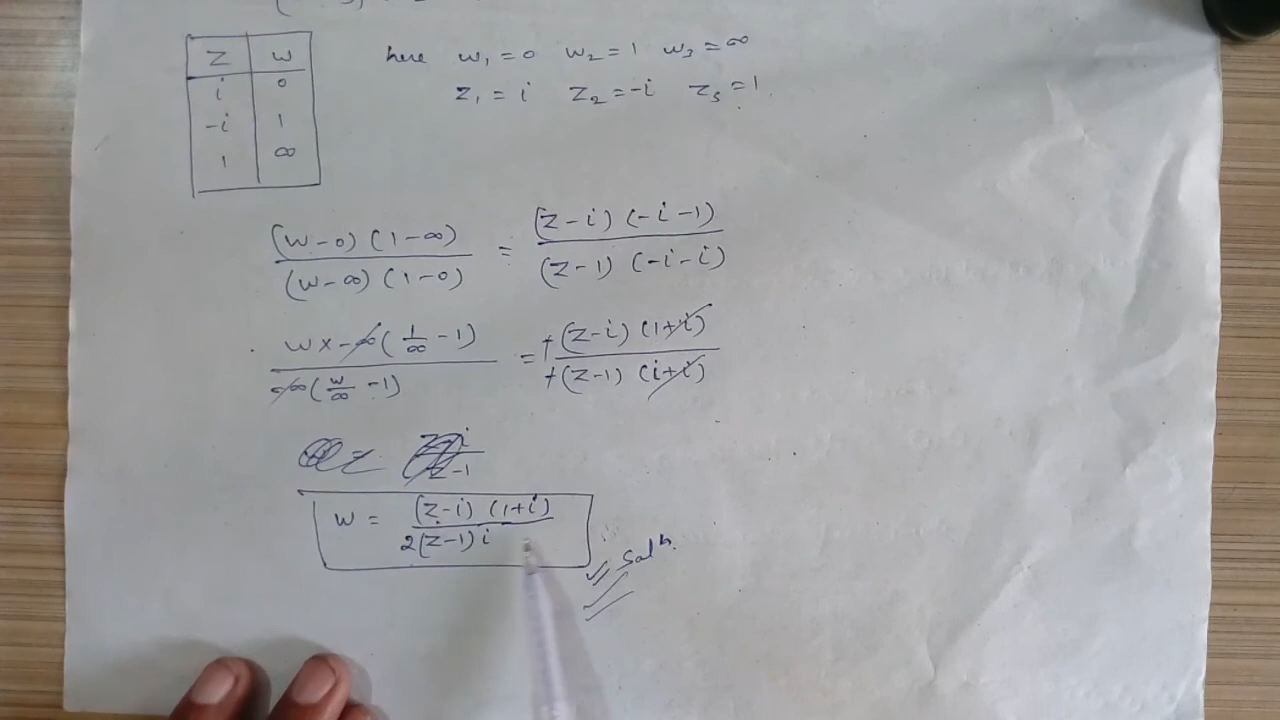 Z W
i 0
-i 1
1 ∞
here w₁=0 w₂=1 w₃=∞
Z₁=i Z₂=-i Z₃=1
(W-0)(1-∞)/(W-∞)(1-0) = (Z-i)(-i-1)/(Z-1)(-i-i)
W×-∞(1/∞-1)/-∞(W/∞-1) = +(Z-i)(1+i)/+(Z-1)(i+i)
W = (Z-i)(1+i)/2(Z-1)i
Solⁿ.